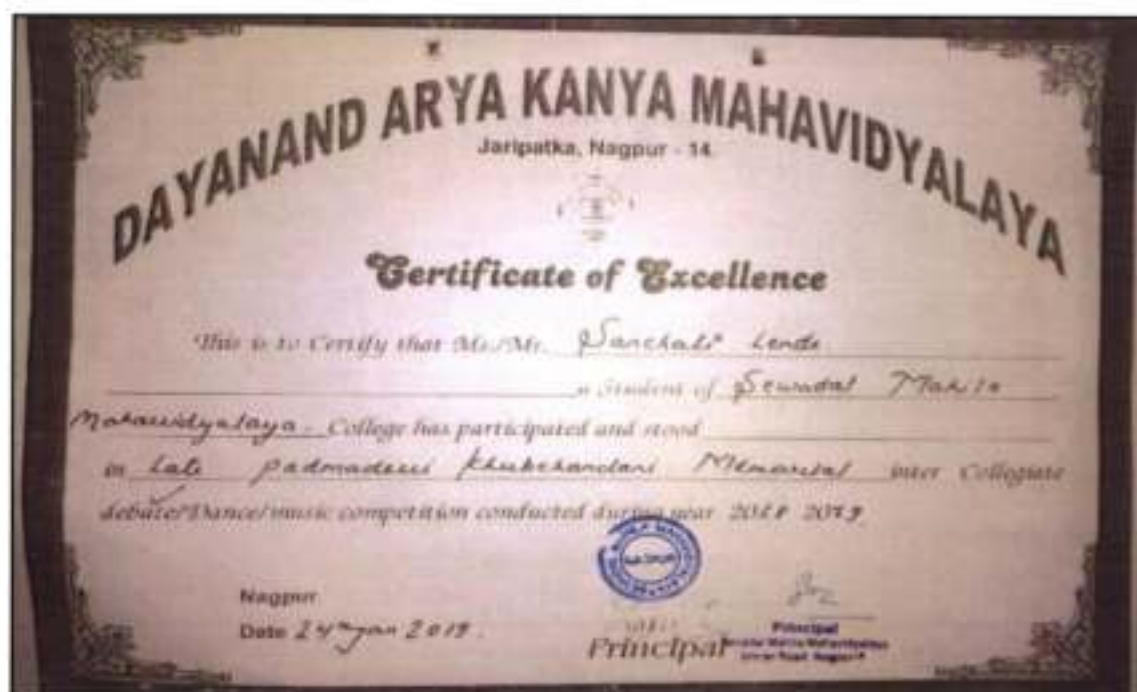 DAYANAND ARYA KANYA MAHAVIDYALAYA
Jaripatka, Nagpur - 14.
Certificate of Excellence
This is to Certify that Ms./Mr. Sanchali Lende
a Student of Sewadal Mahila
Mahavidyalaya. College has participated and stood
in Late Padmadevi Khubchandani Memorial inter Collegiate
debate/Dance/music competition conducted during year 2018 2019
NAGPUR
Nagpur
Date 24th Jan 2019.
Principal
Principal